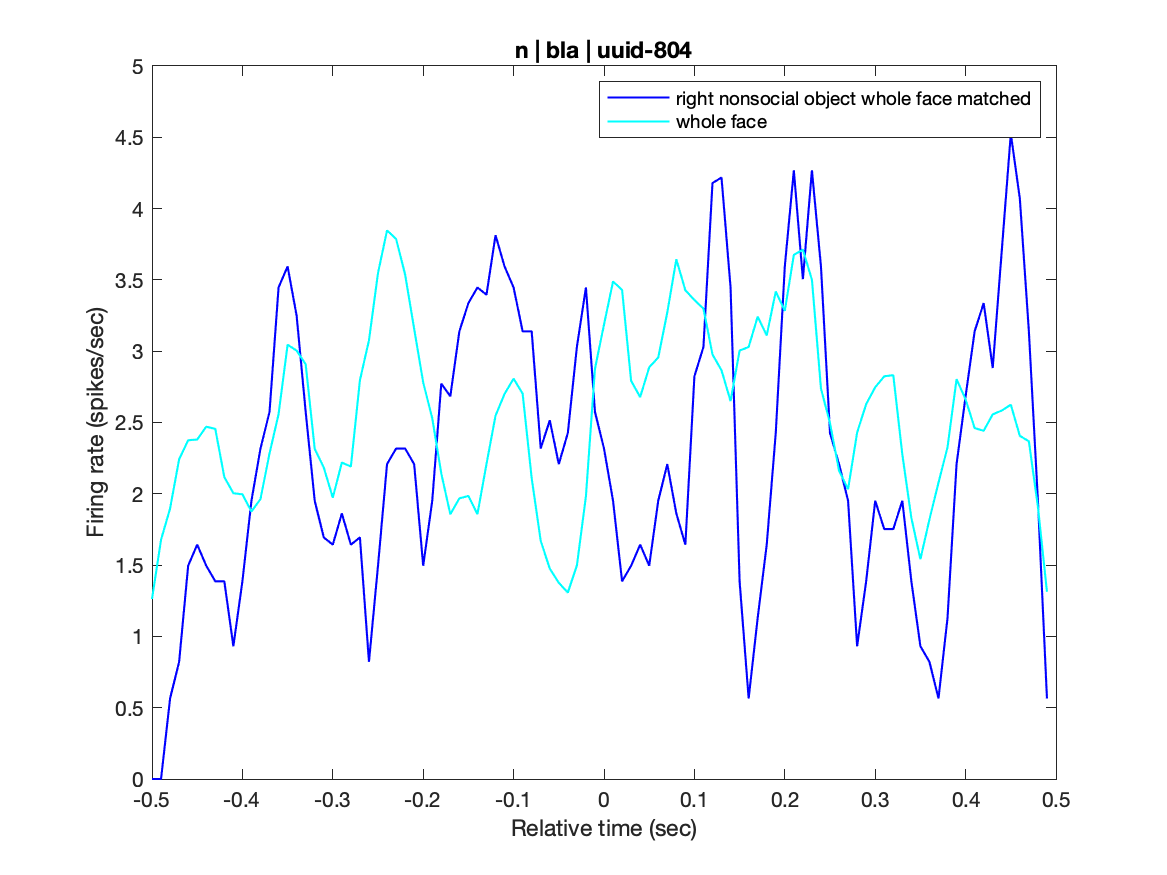 n | bla | uuid-804
right nonsocial object whole face matched
whole face
5
4.5
4
3.5
3
2.5
2
1.5
1
0.5
0
Firing rate (spikes/sec)
-0.5 -0.4 -0.3 -0.2 -0.1 0 0.1 0.2 0.3 0.4 0.5
Relative time (sec)